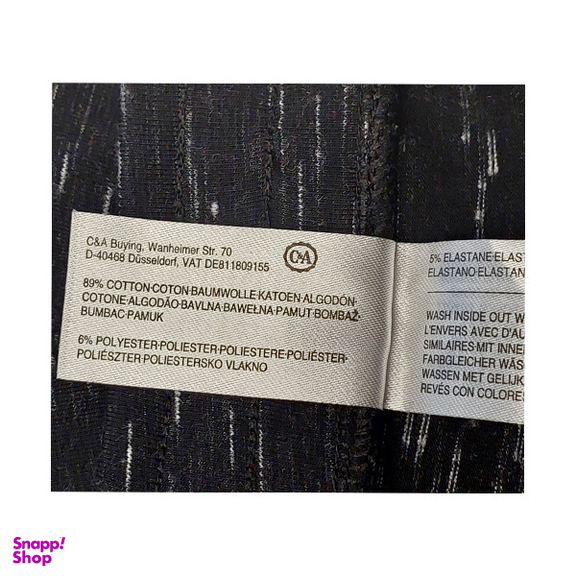 C&A Buying, Wanheimer Str. 70
D-40468 Düsseldorf, VAT DE811809155
C&A
89% COTTON·COTON·BAUMWOLLE·KATOEN·ALGODÓN·
COTONE·ALGODÃO·BAVLNA·BAWEŁNA·PAMUT·BOMBAŽ·
BUMBAC·PAMUK
6% POLYESTER·POLIESTER·POLIESTERE·POLIÉSTER·
POLIÉSZTER·POLIESTERSKO VLAKNO
5% ELASTANE·ELAST
ELASTANO·ELASTAN
WASH INSIDE OUT W
L'ENVERS AVEC D'AU
SIMILAIRES·MIT INNE
FARBGLEICHER WÄS
WASSEN MET GELIJK
REVÉS CON COLORES
Snapp!
Shop